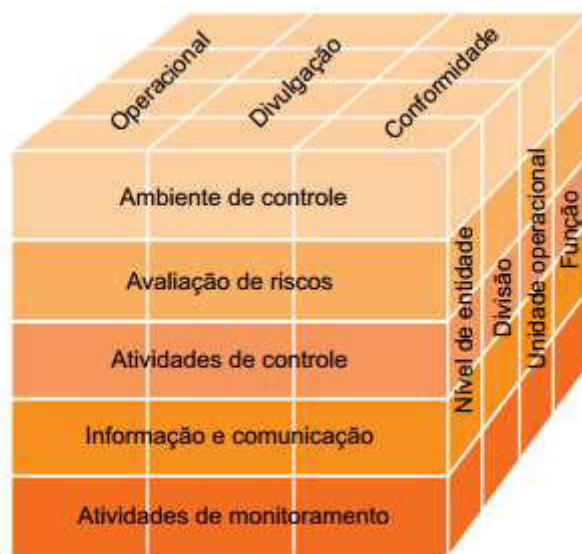 Operacional
Divulgação
Conformidade
Ambiente de controle
Avaliação de riscos
Atividades de controle
Informação e comunicação
Atividades de monitoramento
Nível de entidade
Divisão
Unidade operacional
Função